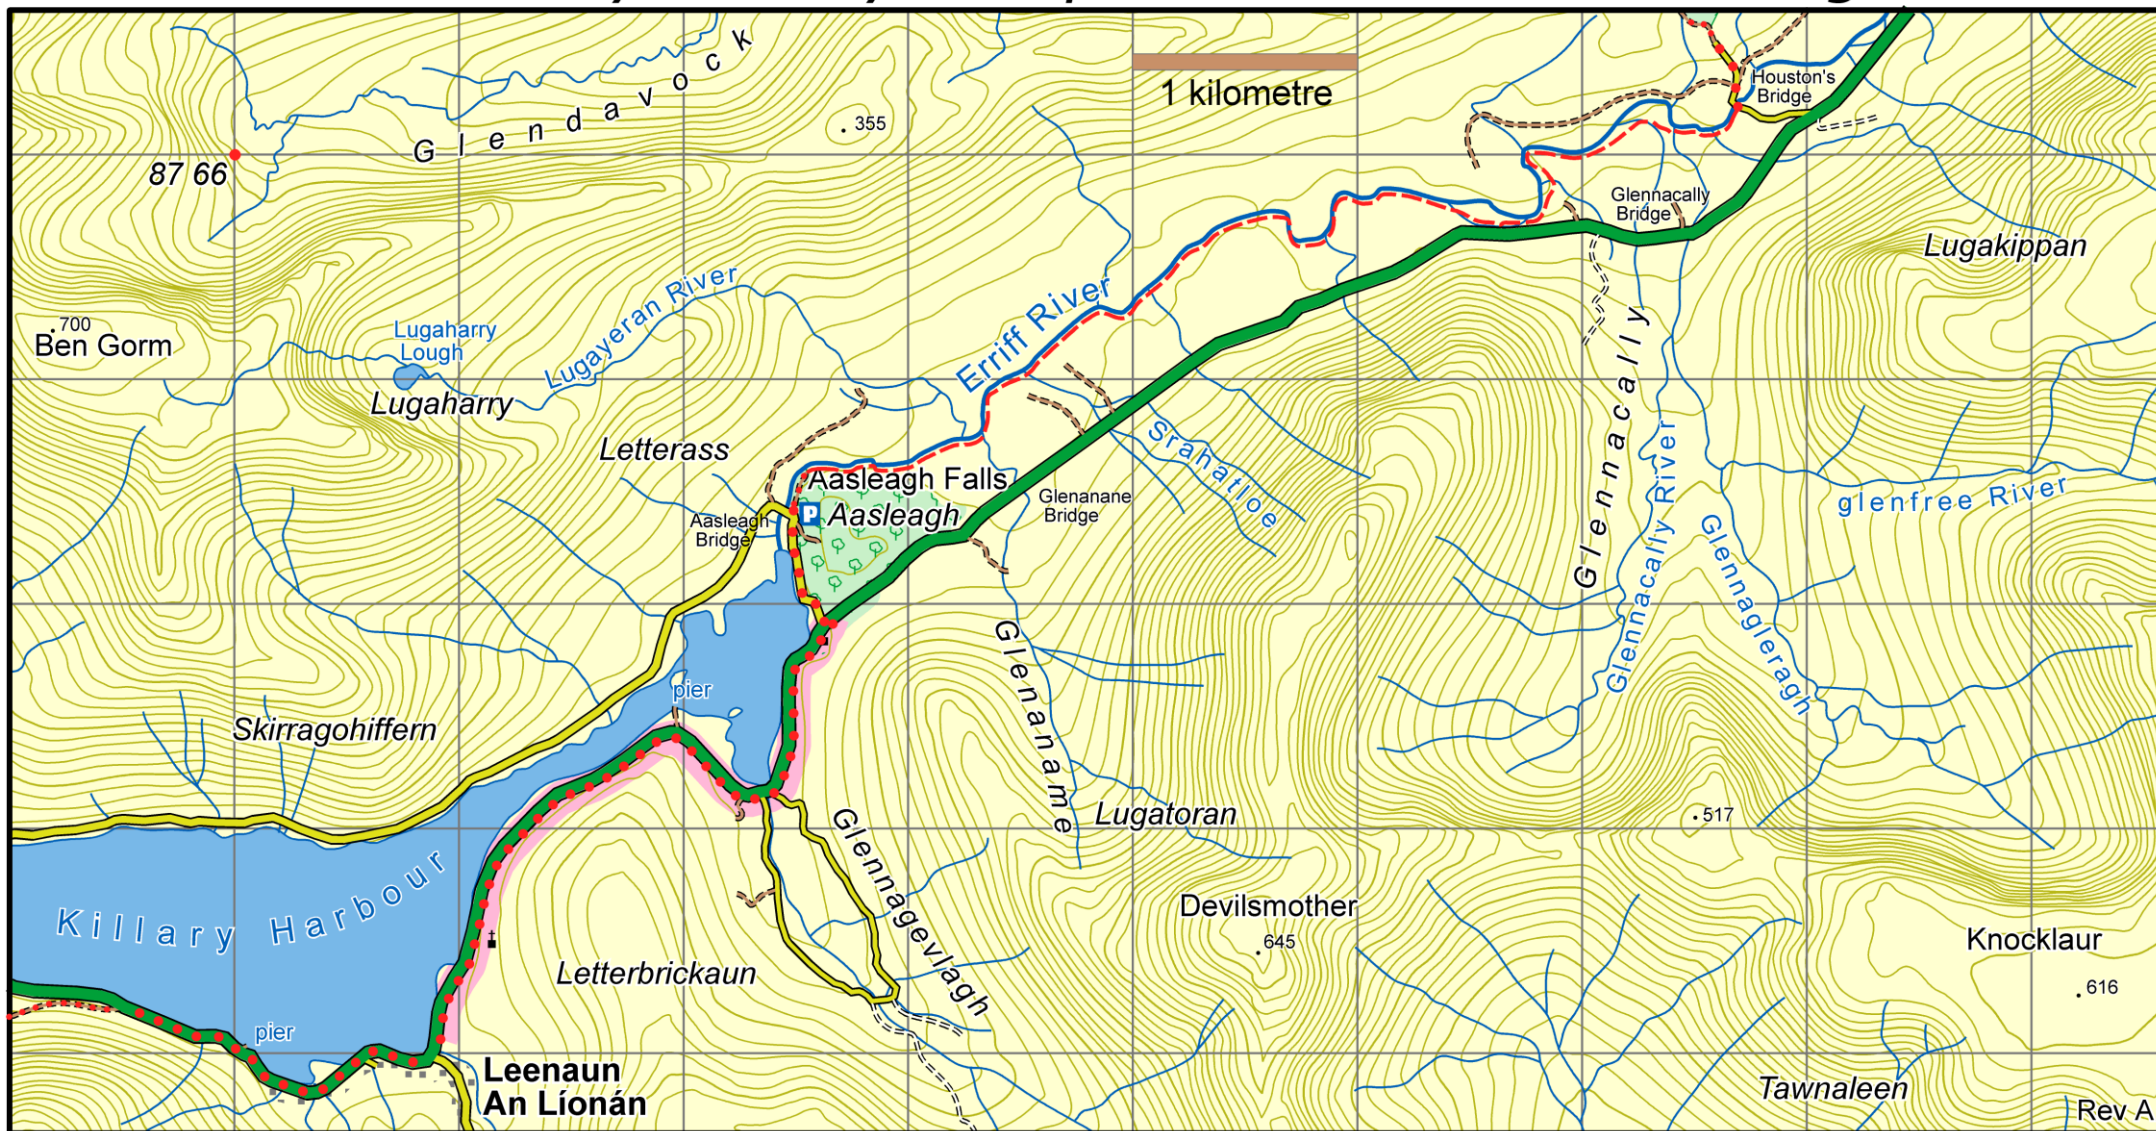 Glendavock
355
1 kilometre
Houston's
Bridge
87 66
Glennacally
Bridge
Lugakippan
700
Ben Gorm
Lugaharry
Lough
Lugayeran River
Erriff River
Lugaharry
Letterass
Aasleagh Falls
Aasleagh
Aasleagh
Bridge
P
Glenanane
Bridge
Srahatloe
Glennacally
Glennacally River
glenfree River
Glennagleragh
Glenaname
pier
Skirragohiffern
Lugatoran
517
Killary Harbour
Glennagevlagh
Devilsmother
645
Knocklaur
616
Letterbrickaun
pier
Leenaun
An Líonán
Tawnaleen
Rev A